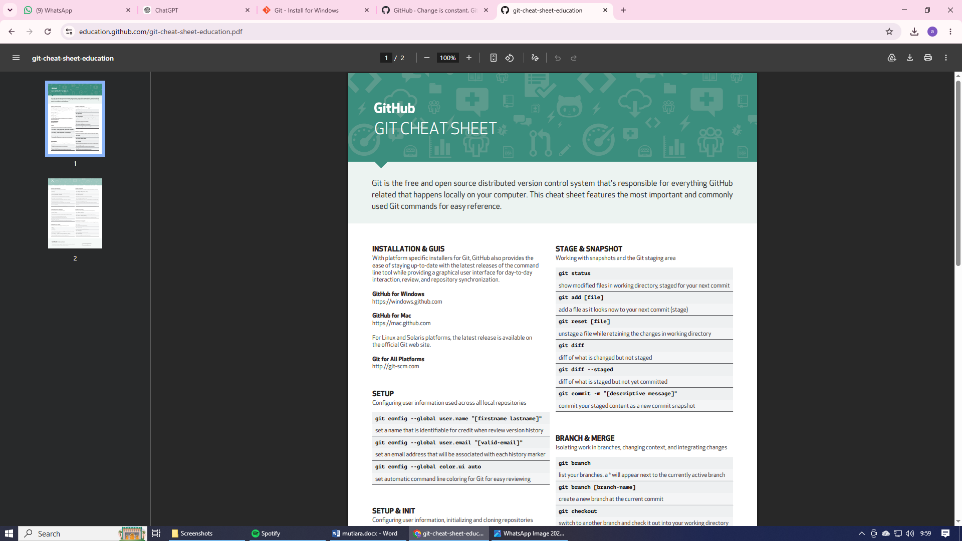 (9) WhatsApp
ChatGPT
Git - Install for Windows
GitHub · Change is constant. Gi
git-cheat-sheet-education
education.github.com/git-cheat-sheet-education.pdf
git-cheat-sheet-education
1 / 2
100%
1
2
GitHub
GIT CHEAT SHEET
Git is the free and open source distributed version control system that's responsible for everything GitHub
related that happens locally on your computer. This cheat sheet features the most important and commonly
used Git commands for easy reference.
INSTALLATION & GUIS
With platform specific installers for Git, GitHub also provides the
ease of staying up-to-date with the latest releases of the command
line tool while providing a graphical user interface for day-to-day
interaction, review, and repository synchronization.
GitHub for Windows
https://windows.github.com
GitHub for Mac
https://mac.github.com
For Linux and Solaris platforms, the latest release is available on
the official Git web site.
Git for All Platforms
http://git-scm.com
SETUP
Configuring user information used across all local repositories
git config --global user.name "[firstname lastname]"
set a name that is identifiable for credit when review version history
git config --global user.email "[valid-email]"
set an email address that will be associated with each history marker
git config --global color.ui auto
set automatic command line coloring for Git for easy reviewing
SETUP & INIT
Configuring user information, initializing and cloning repositories
STAGE & SNAPSHOT
Working with snapshots and the Git staging area
git status
show modified files in working directory, staged for your next commit
git add [file]
add a file as it looks now to your next commit (stage)
git reset [file]
unstage a file while retaining the changes in working directory
git diff
diff of what is changed but not staged
git diff --staged
diff of what is staged but not yet committed
git commit -m "[descriptive message]"
commit your staged content as a new commit snapshot
BRANCH & MERGE
Isolating work in branches, changing context, and integrating changes
git branch
list your branches. a * will appear next to the currently active branch
git branch [branch-name]
create a new branch at the current commit
git checkout
switch to another branch and check it out into your working directory
Search
Screenshots
Spotify
mutiara.docx - Word
git-cheat-sheet-educ...
WhatsApp Image 202...
9:59